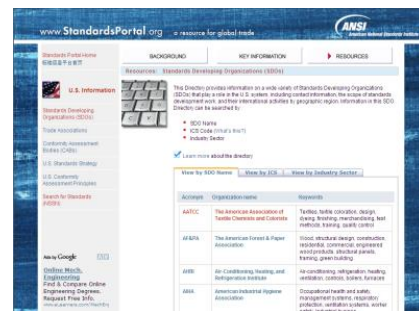 www.StandardsPortal.org a resource for global trade
ANSI
American National Standards Institute
Standards Portal Home
BACKGROUND
KEY INFORMATION
RESOURCES
Resources: Standards Developing Organizations (SDOs)
U.S. Information
This Directory provides information on a wide variety of Standards Developing Organizations
(SDOs) that play a role in the U.S. system, including contact information, the scope of standards
development work, and their international activities by geographic region. Information in this SDO
Directory can be searched by:
SDO Name
ICS Code (What's this?)
Industry Sector
Learn more about the directory
Standards Developing
Organizations (SDOs)
Trade Associations
Conformity Assessment
Bodies (CABs)
U.S. Standards Strategy
U.S. Conformity
Assessment Principles
Search for Standards
(NSSN)
View by SDO Name
View by ICS
View by Industry Sector
Acronym Organization name Keywords
AATCC The American Association of Textile, textile coloration, design,
Textile Chemists and Colorists dyeing, finishing, merchandising, test
methods, training, quality control
AF&PA The American Forest & Paper Wood, structural design, construction,
Association residential, commercial, engineered
wood products, structural panels,
framing, green building
AHRI Air-Conditioning, Heating, and Air-conditioning, refrigeration, heating,
Refrigeration Institute ventilation, controls, boilers, furnaces
AIHA American Industrial Hygiene Occupational health and safety,
Association management systems, respiratory
protection, ventilation systems, worker
Ads by Google
Online Mech.
Engineering
Find & Compare Online
Engineering Degrees.
Request Free Info.